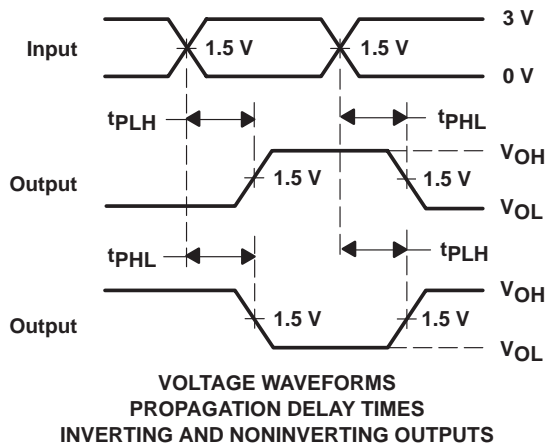 3 V
Input
1.5 V
1.5 V
0 V
tPLH
tPHL
VOH
Output
1.5 V
1.5 V
VOL
tPHL
tPLH
VOH
Output
1.5 V
1.5 V
VOL
VOLTAGE WAVEFORMS
PROPAGATION DELAY TIMES
INVERTING AND NONINVERTING OUTPUTS